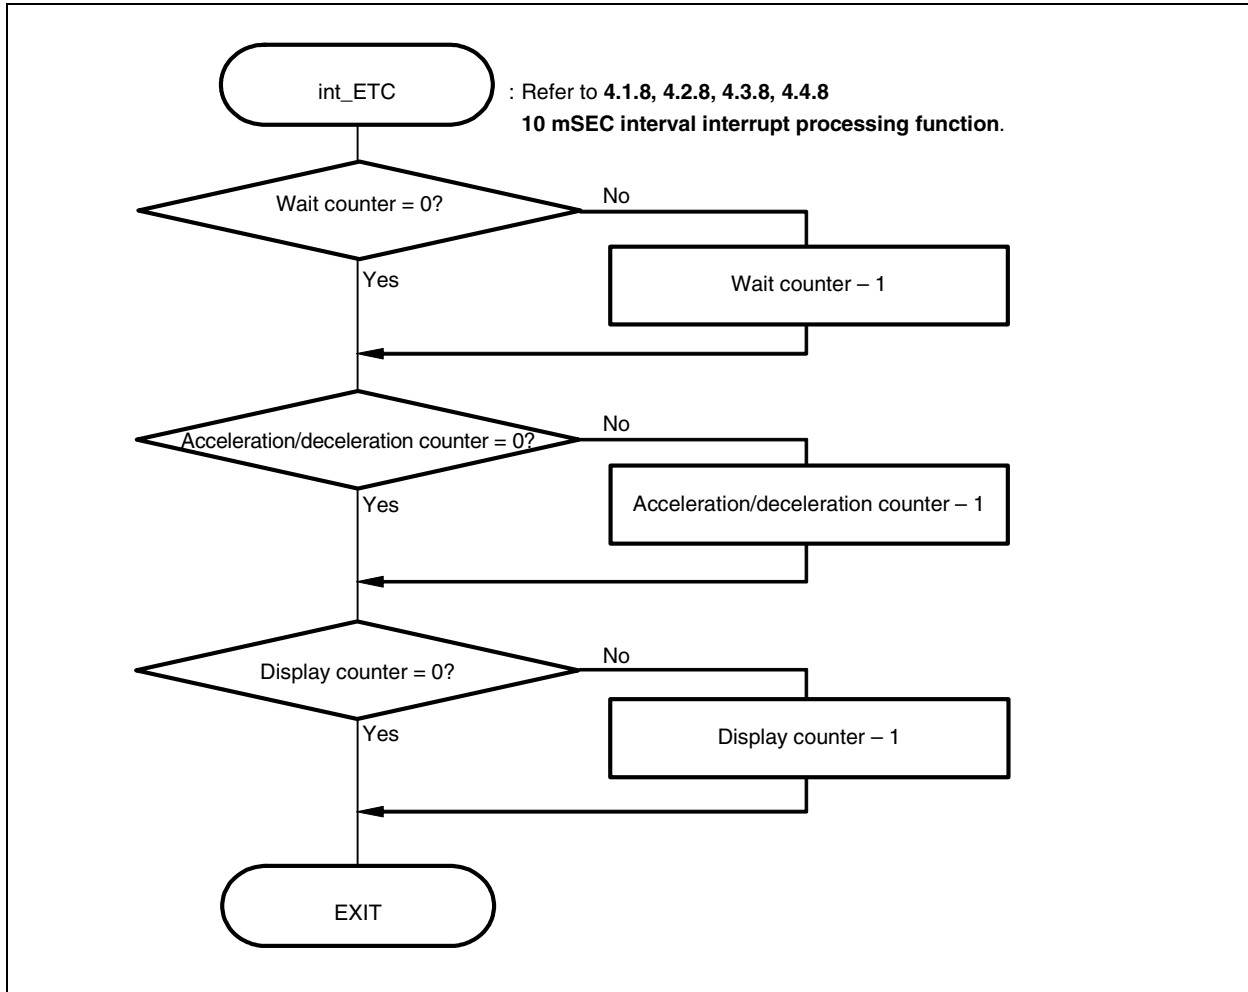 int_ETC
: Refer to 4.1.8, 4.2.8, 4.3.8, 4.4.8
10 mSEC interval interrupt processing function.
Wait counter = 0?
No
Wait counter – 1
Yes
Acceleration/deceleration counter = 0?
No
Acceleration/deceleration counter – 1
Yes
Display counter = 0?
No
Display counter – 1
Yes
EXIT